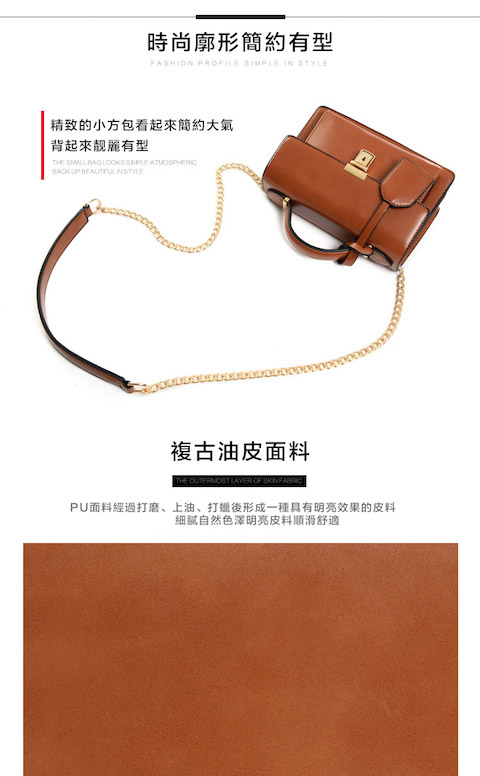 時尚廓形簡約有型
FASHION PROFILE SIMPLE IN STYLE
精致的小方包看起來簡約大氣
背起來靚麗有型
THE SMALL BAG LOOKS SIMPLE ATMOSPHERIC
BACK UP BEAUTIFUL IN STYLE
複古油皮面料
THE OUTERMOST LAYER OF SKIN FABRIC
PU面料經過打磨、上油、打蠟後形成一種具有明亮效果的皮料
細膩自然色澤明亮皮料順滑舒適